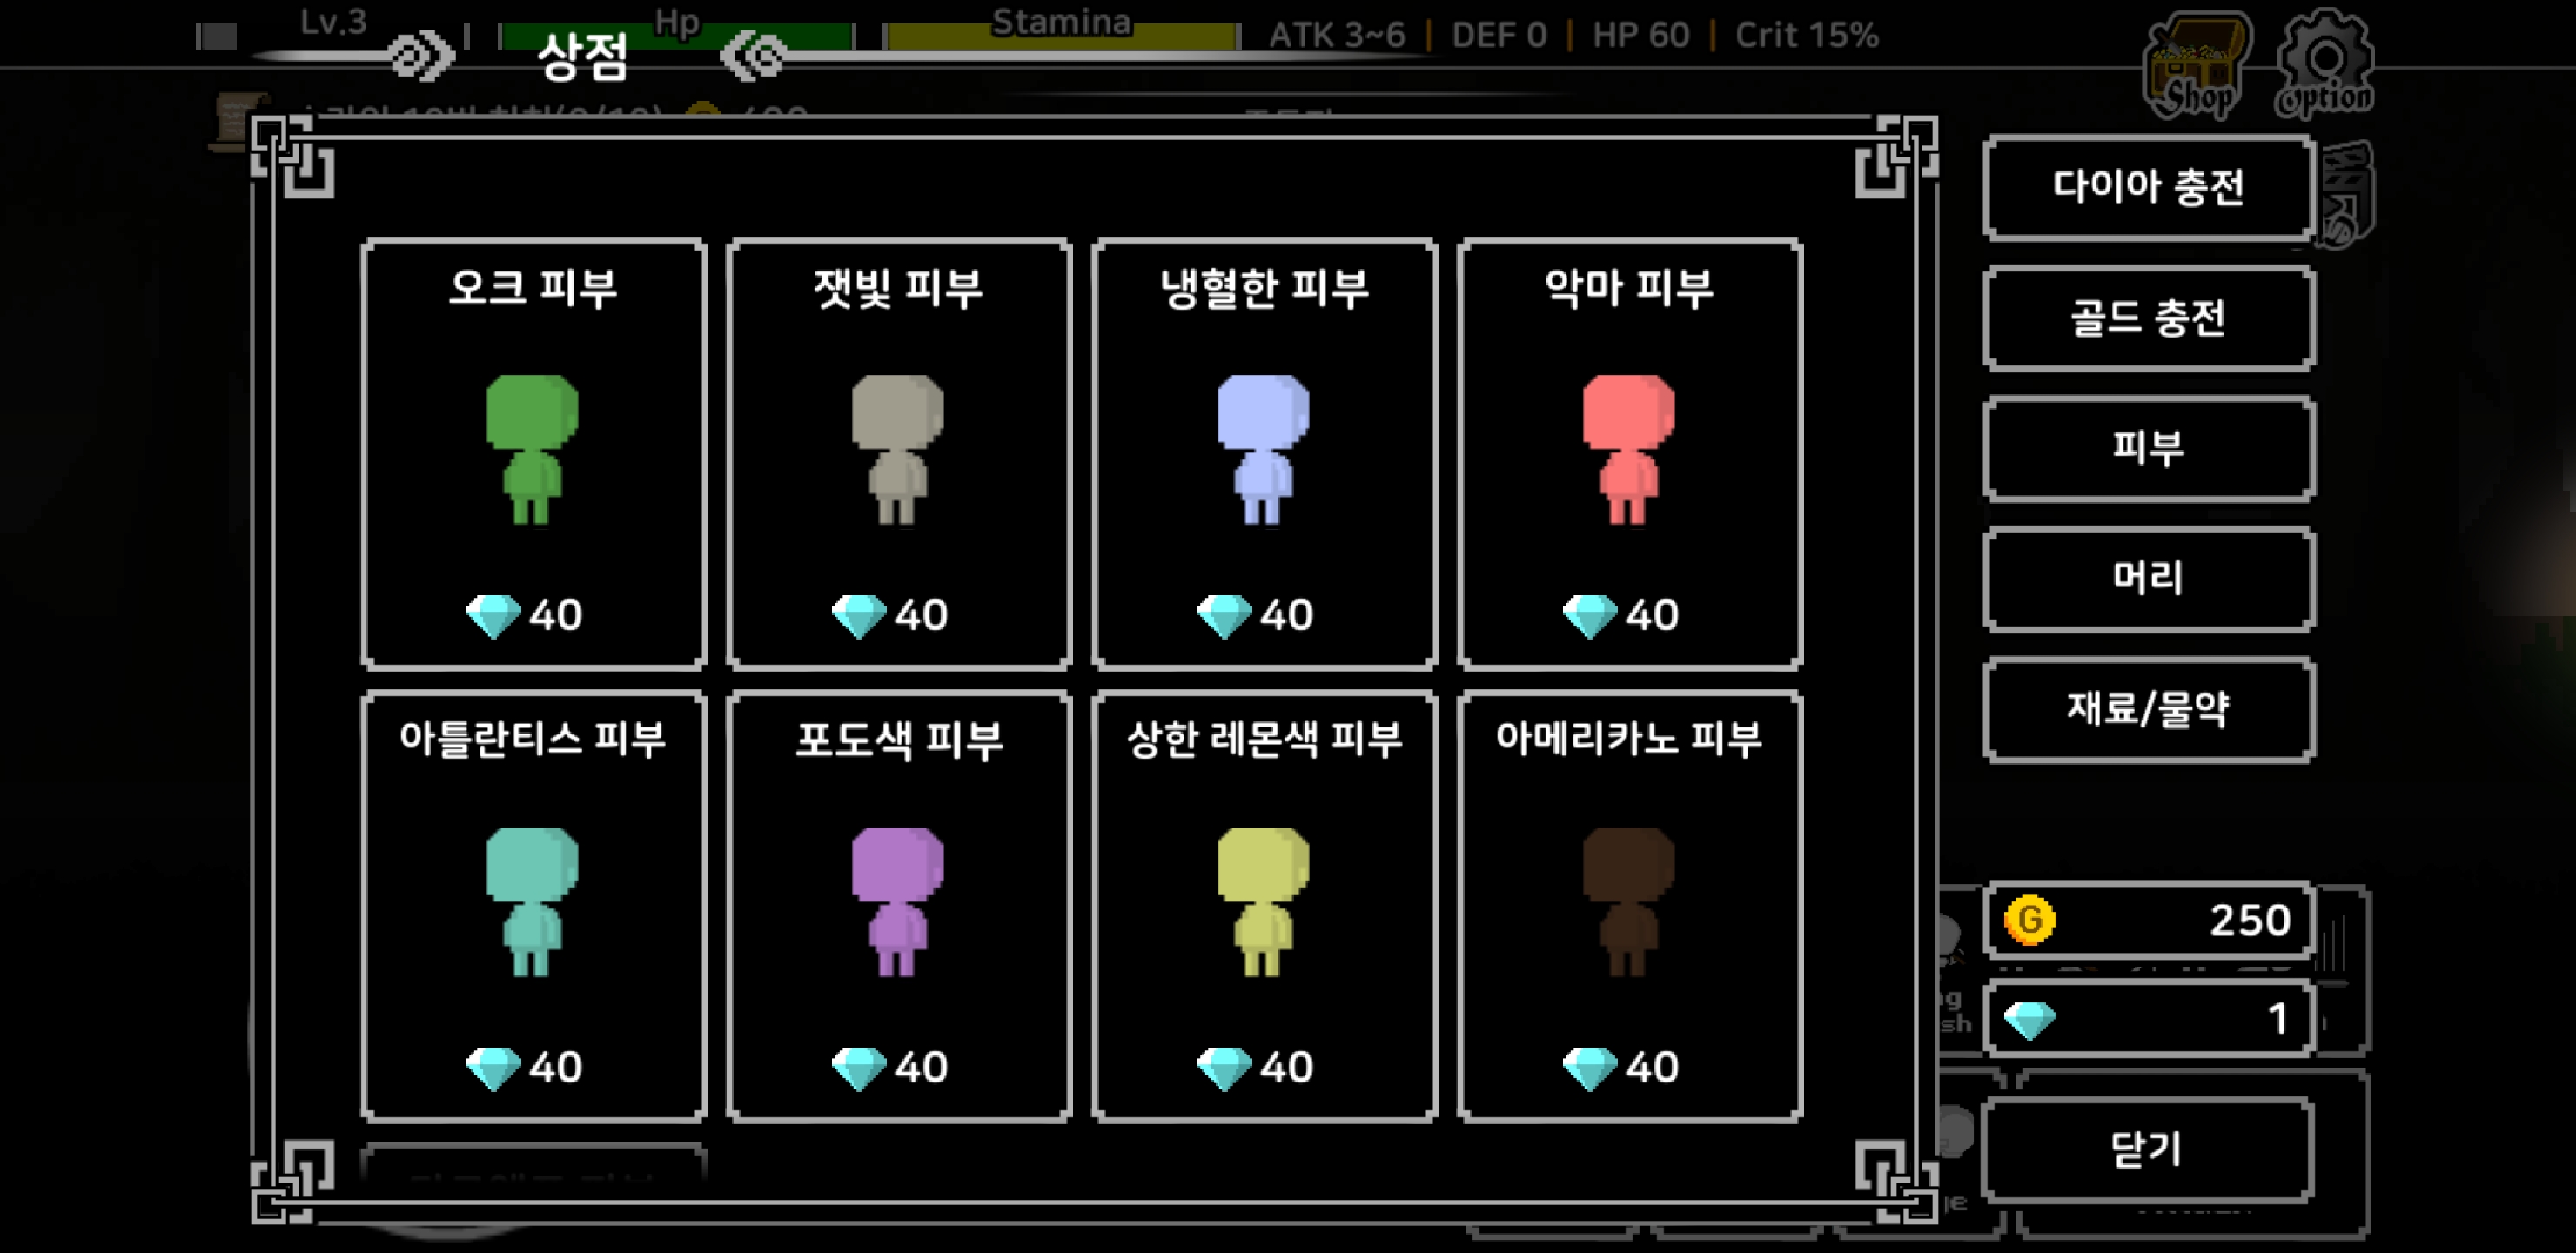 Lv.3
Hp
Stamina
ATK 3~6 | DEF 0 | HP 60 | Crit 15%
상점
Shop
Option
오크 피부
잿빛 피부
냉혈한 피부
악마 피부
40
40
40
40
아틀란티스 피부
포도색 피부
상한 레몬색 피부
아메리카노 피부
40
40
40
40
다이아 충전
골드 충전
피부
머리
재료/물약
G 250
1
닫기